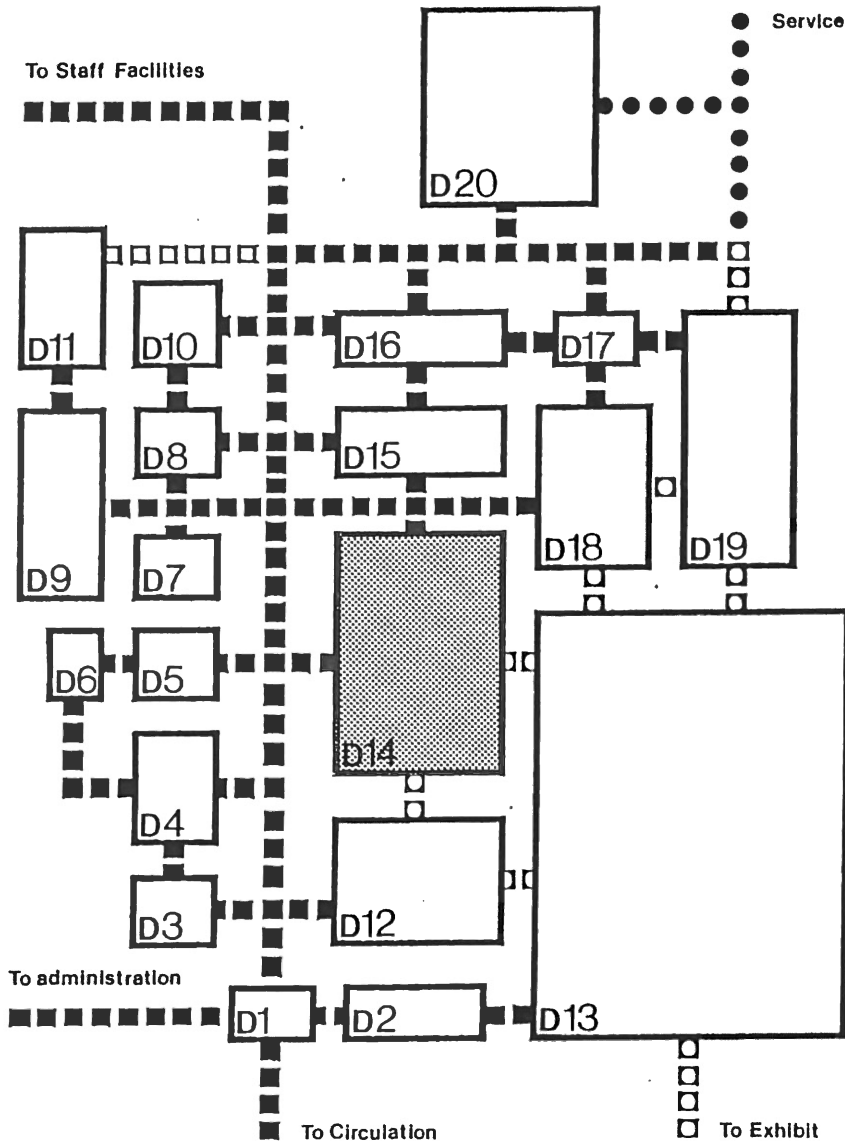 Service
To Staff Facilities
D20
D11
D10
D16
D17
D8
D15
D9
D7
D18
D19
D6
D5
D14
D4
D3
D12
To administration
D1
D2
D13
To Circulation
To Exhibit